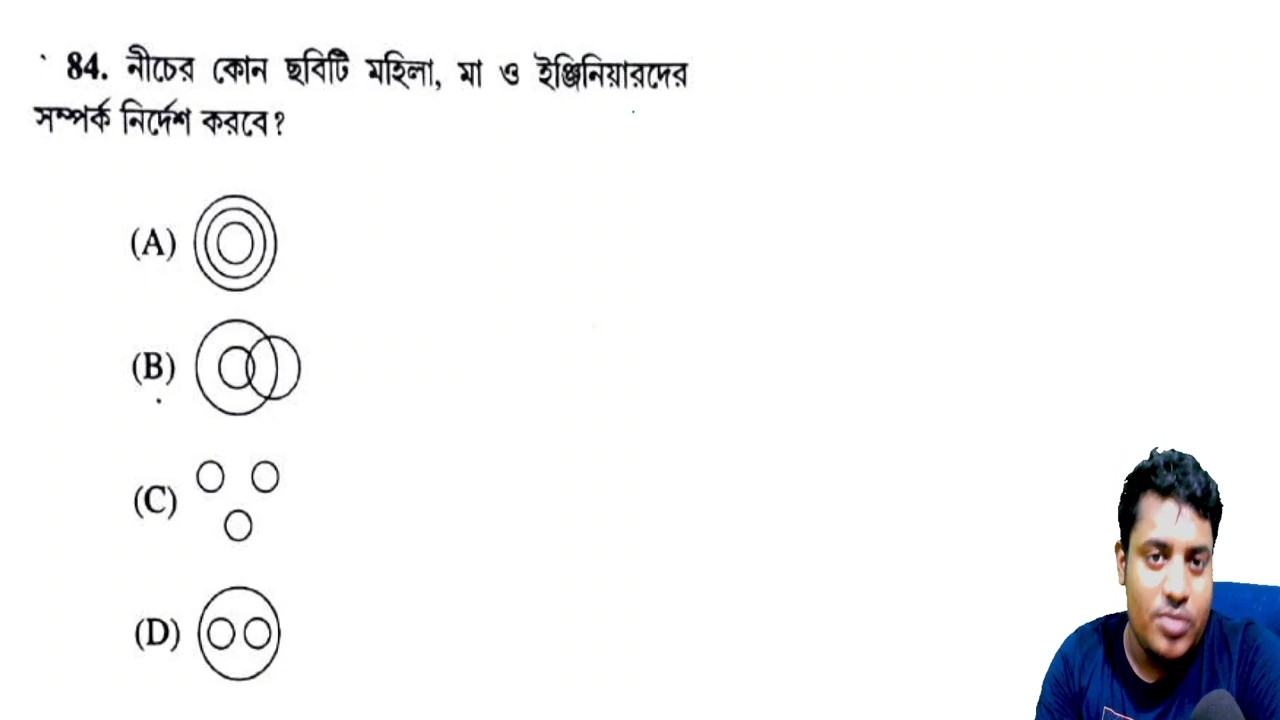 84. নীচের কোন ছবিটি মহিলা, মা ও ইঞ্জিনিয়ারদের
সম্পর্ক নির্দেশ করবে?
(A)
(B)
(C)
(D)